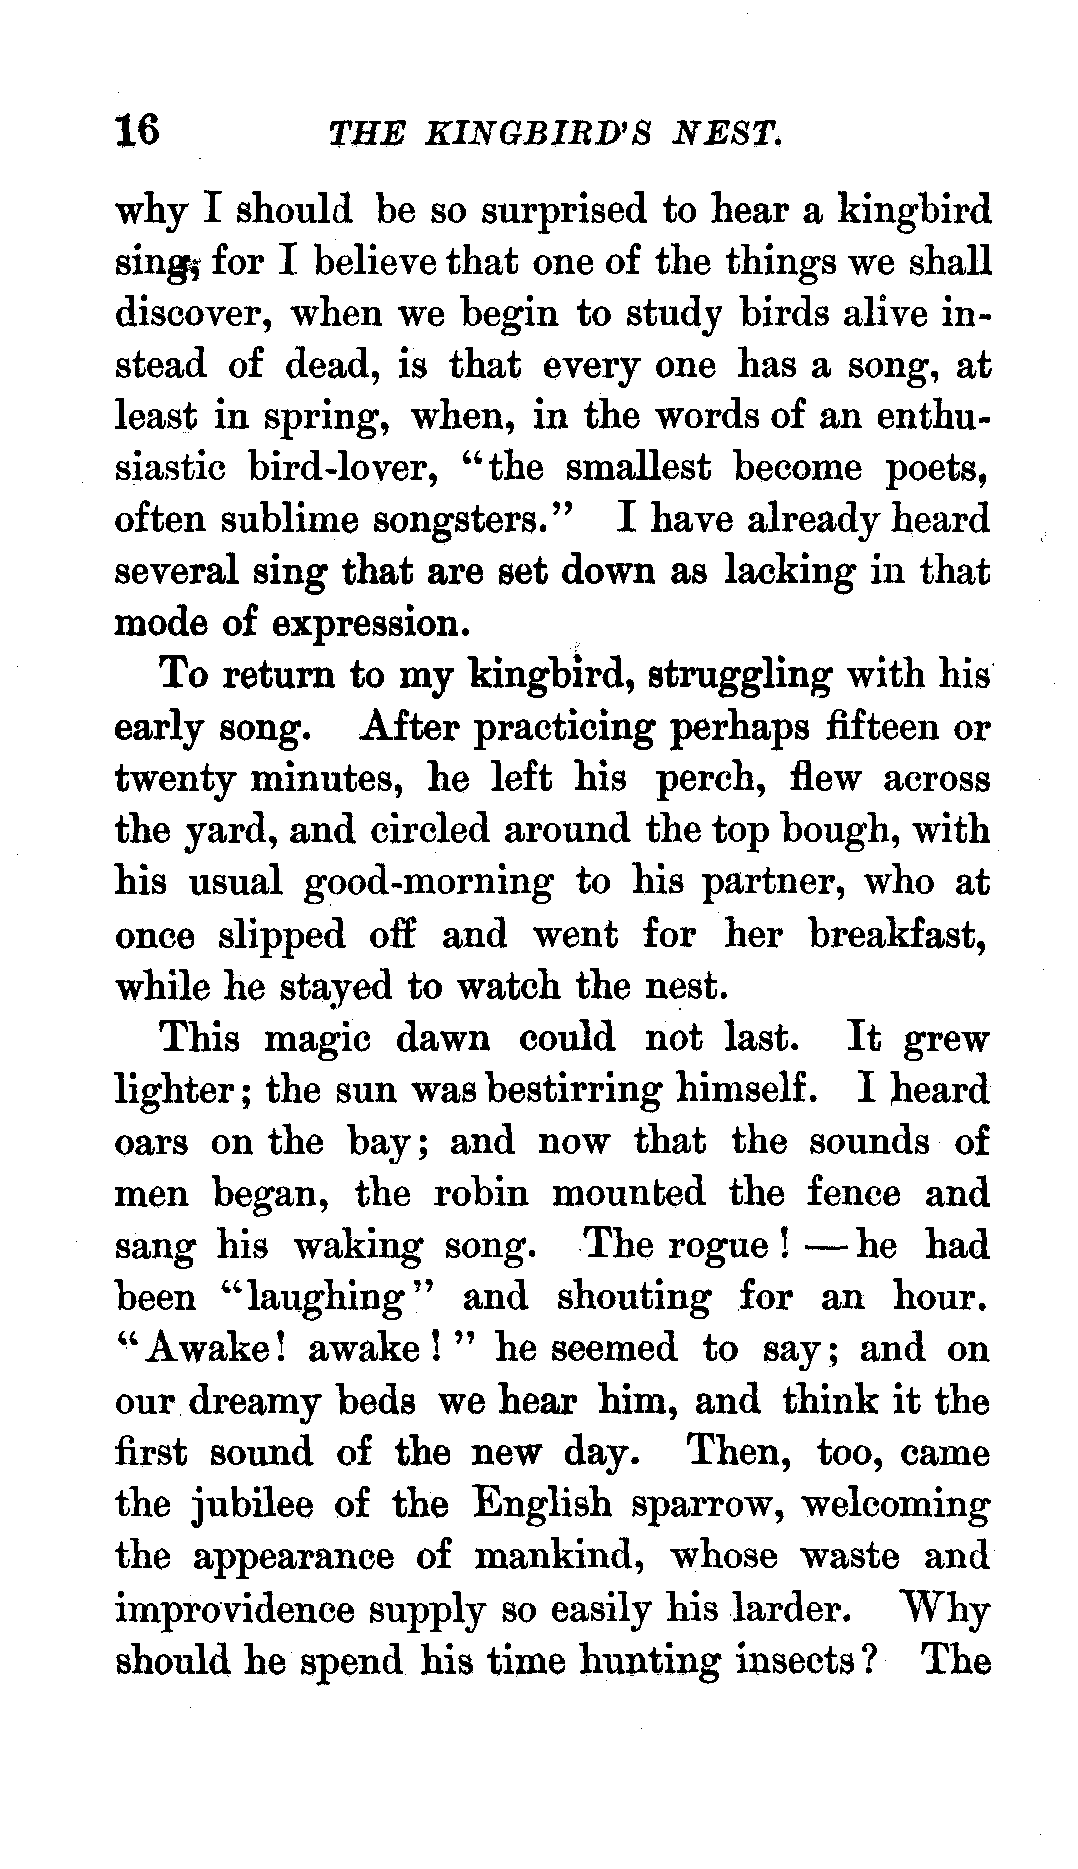 16 THE KINGBIRD'S NEST.
why I should be so surprised to hear a kingbird
sing, for I believe that one of the things we shall
discover, when we begin to study birds alive in-
stead of dead, is that every one has a song, at
least in spring, when, in the words of an enthu-
siastic bird-lover, "the smallest become poets,
often sublime songsters." I have already heard
several sing that are set down as lacking in that
mode of expression.
To return to my kingbird, struggling with his
early song. After practicing perhaps fifteen or
twenty minutes, he left his perch, flew across
the yard, and circled around the top bough, with
his usual good-morning to his partner, who at
once slipped off and went for her breakfast,
while he stayed to watch the nest.
This magic dawn could not last. It grew
lighter; the sun was bestirring himself. I heard
oars on the bay; and now that the sounds of
men began, the robin mounted the fence and
sang his waking song. The rogue! — he had
been "laughing" and shouting for an hour.
"Awake! awake!" he seemed to say; and on
our dreamy beds we hear him, and think it the
first sound of the new day. Then, too, came
the jubilee of the English sparrow, welcoming
the appearance of mankind, whose waste and
improvidence supply so easily his larder. Why
should he spend his time hunting insects? The